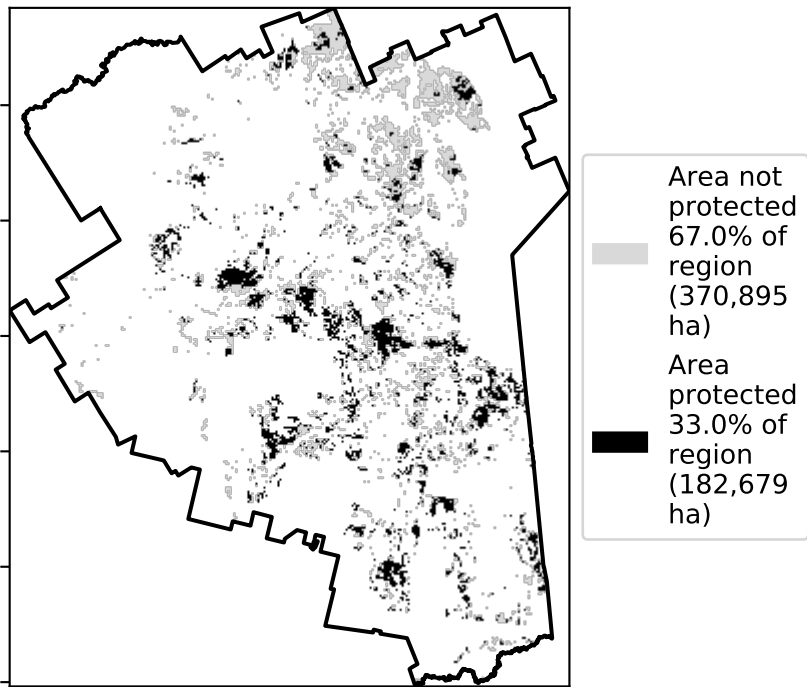 Area not
protected
67.0% of
region
(370,895
ha)
Area
protected
33.0% of
region
(182,679
ha)